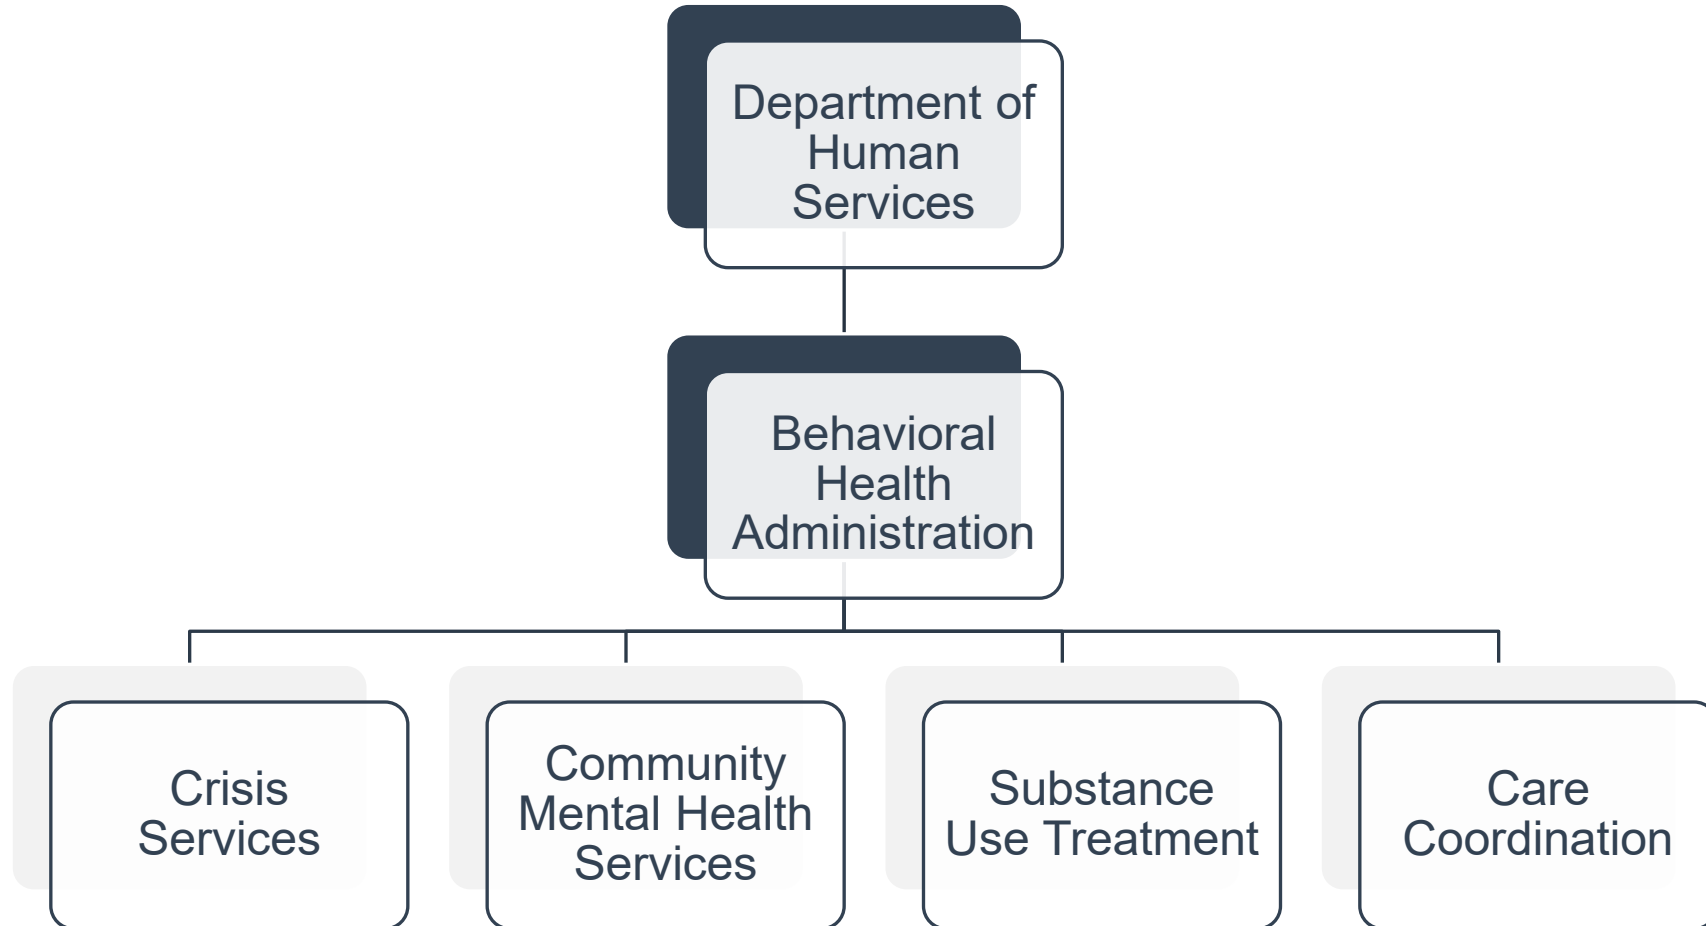 Department of
Human
Services
Behavioral
Health
Administration
Crisis
Services
Community
Mental Health
Services
Substance
Use Treatment
Care
Coordination